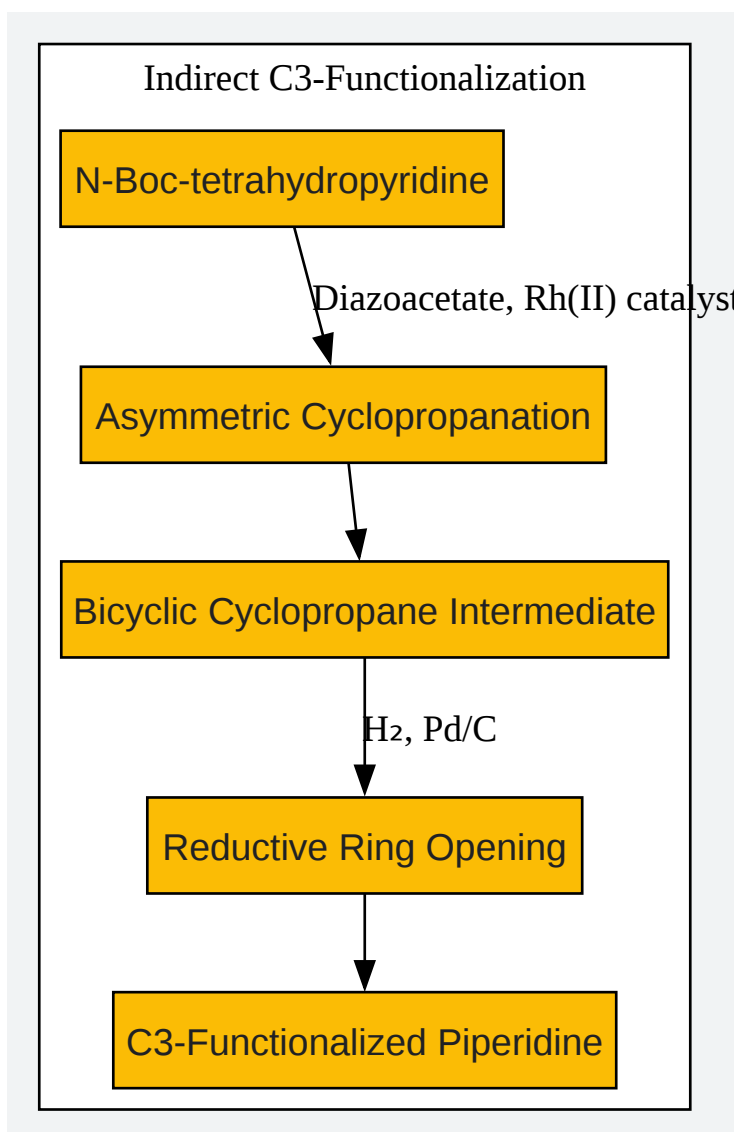 Indirect C3-Functionalization
N-Boc-tetrahydropyridine
Diazoacetate, Rh(II) catalyst
Asymmetric Cyclopropanation
Bicyclic Cyclopropane Intermediate
H₂, Pd/C
Reductive Ring Opening
C3-Functionalized Piperidine